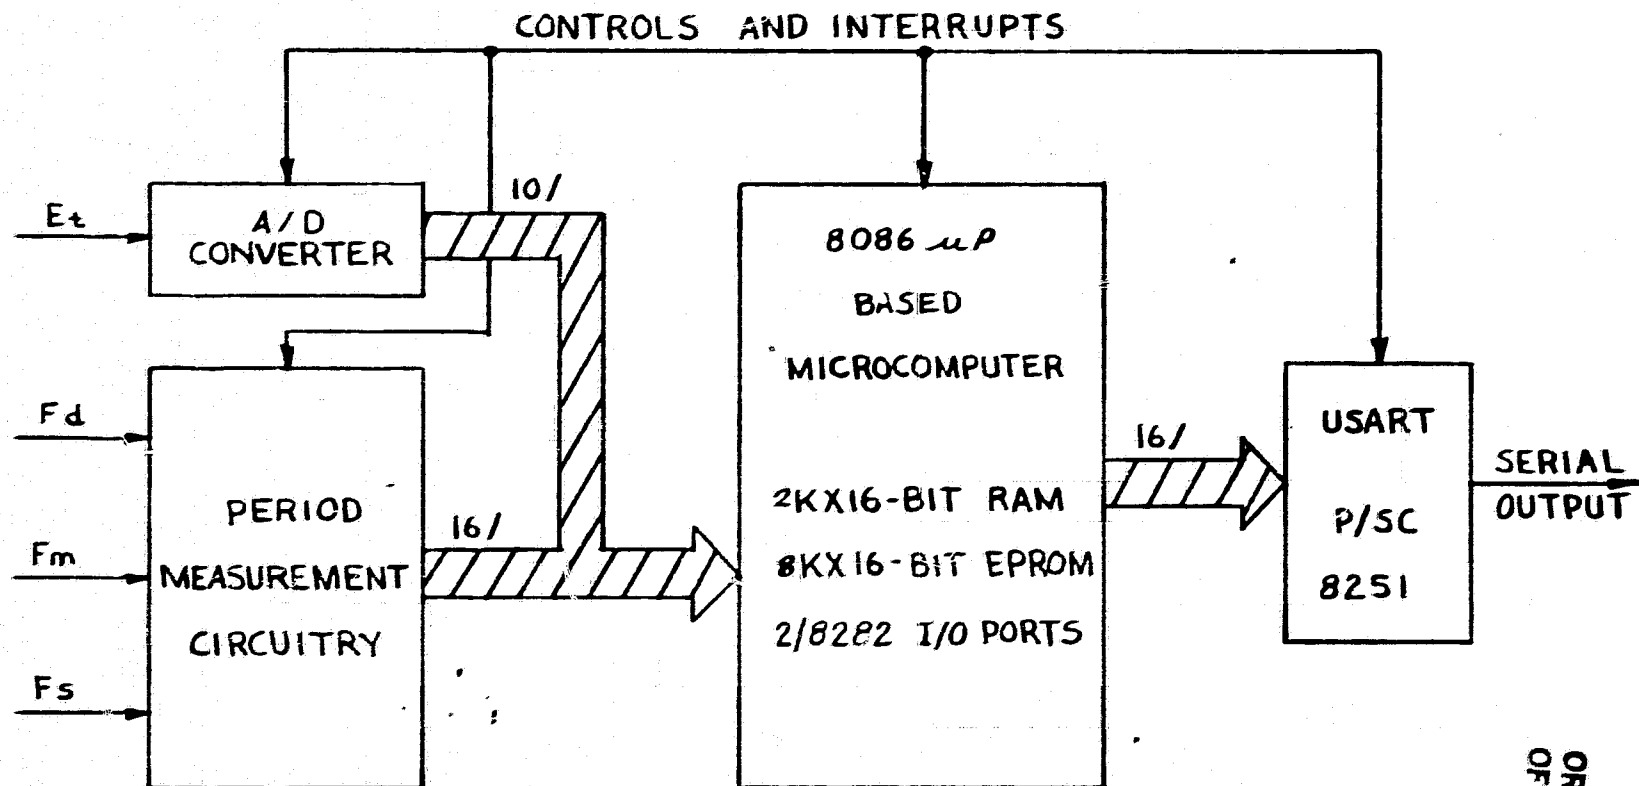 CONTROLS AND INTERRUPTS
Et
A/D
CONVERTER
10/
Fd
Fm
Fs
PERIOD
MEASUREMENT
CIRCUITRY
16/
8086 µP
BASED
MICROCOMPUTER
2KX16-BIT RAM
8KX16-BIT EPROM
2/8282 I/O PORTS
16/
USART
P/SC
8251
SERIAL
OUTPUT